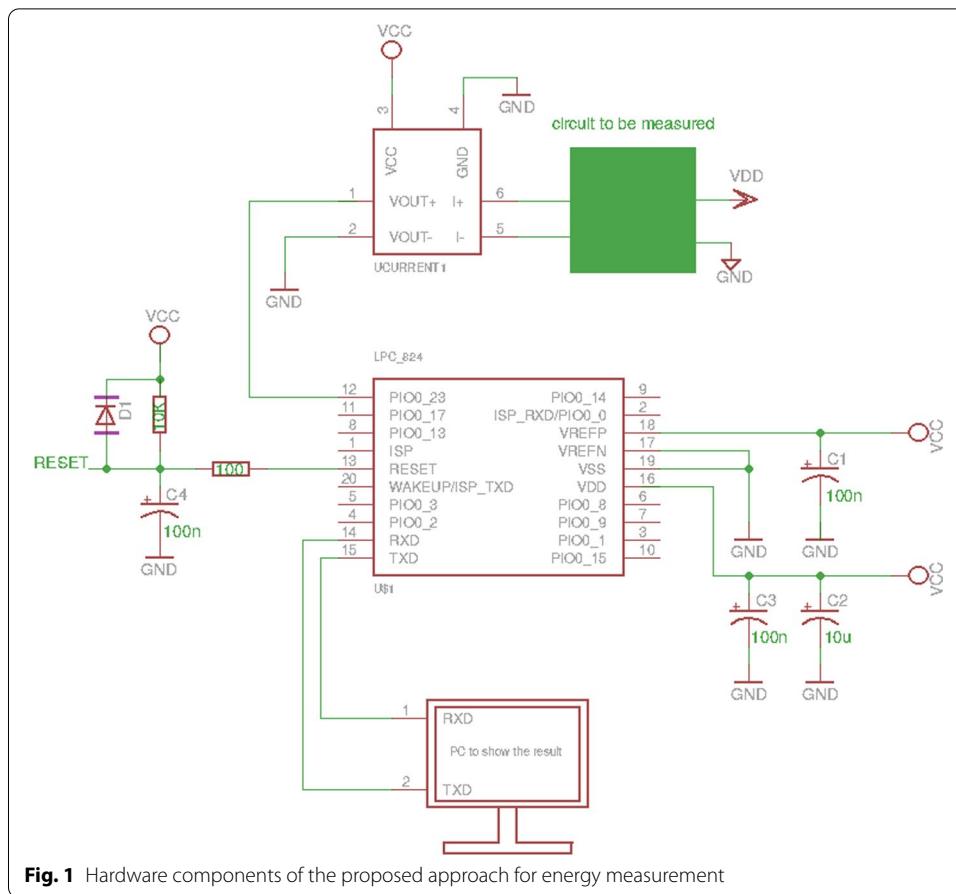 VCC
3
4
GND
VCC
GND
circuit to be measured
VDD
1
VOUT+
I+
6
2
VOUT-
I-
5
UCURRENT1
GND
GND
VCC
LPC_824
D1
10K
12
PIO0_23
PIO0_14
9
11
PIO0_17
ISP_RXD/PIO0_0
2
8
PIO0_13
VREFP
18
VCC
1
ISP
VREFN
17
RESET
100
13
RESET
VSS
19
C1
20
WAKEUP/ISP_TXD
VDD
16
C4
100n
5
PIO0_3
PIO0_8
6
100n
4
PIO0_2
PIO0_9
7
14
RXD
PIO0_1
3
GND
GND
15
TXD
PIO0_15
10
GND
U$1
VCC
C3
C2
100n
10u
GND
GND
1
RXD
PC to show the result
2
TXD
Fig. 1 Hardware components of the proposed approach for energy measurement